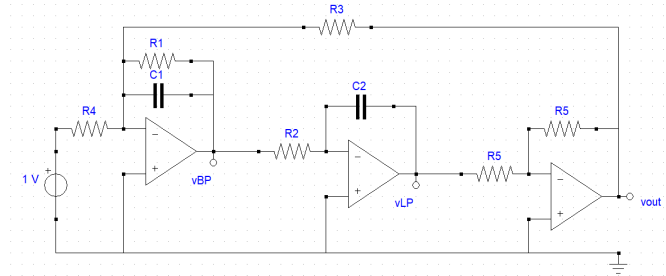 R3
R1
C1
R4
C2
R2
R5
R5
1 V
+
−
+
−
+
−
+
vBP
vLP
vout